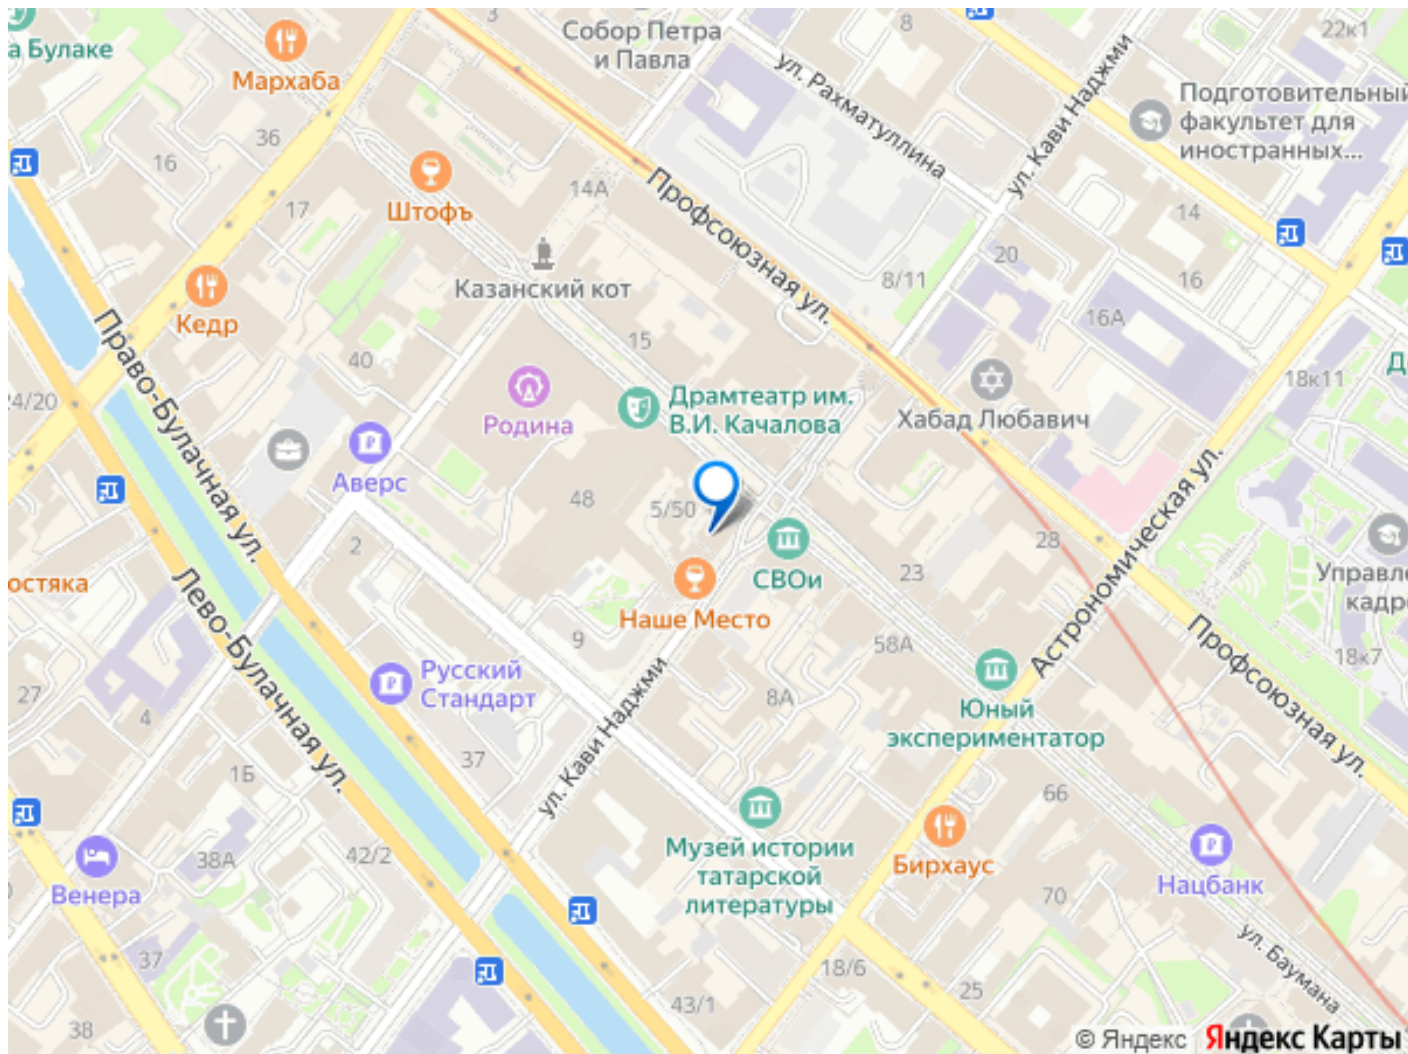 а Булаке
Мархаба
3
Собор Петра
и Павла
8
22к1
ул. Рахматуллина
ул. Кави Наджми
Подготовительный
факультет для
иностранных...
36
16
17
Штофъ
14А
Профсоюзная ул.
14
20
16
8/11
Казанский кот
Кедр
Право-Булачная ул.
40
15
16А
18к11
24/20
Родина
Драмтеатр им.
В.И. Качалова
Хабад Любавич
Аверс
48
5/50
Астрономическая ул.
2
28
остяка
Наше Место
СВОи
23
Управле
кадр
Лево-Булачная ул.
9
58А
Профсоюзная ул.
18к7
27
4
Русский
Стандарт
ул. Кави Наджми
8А
Юный
экспериментатор
37
1Б
66
38А
42/2
Музей истории
татарской
литературы
Бирхаус
Нацбанк
Венера
70
37
18/6
25
ул. Баумана
38
43/1
© Яндекс Яндекс Карты